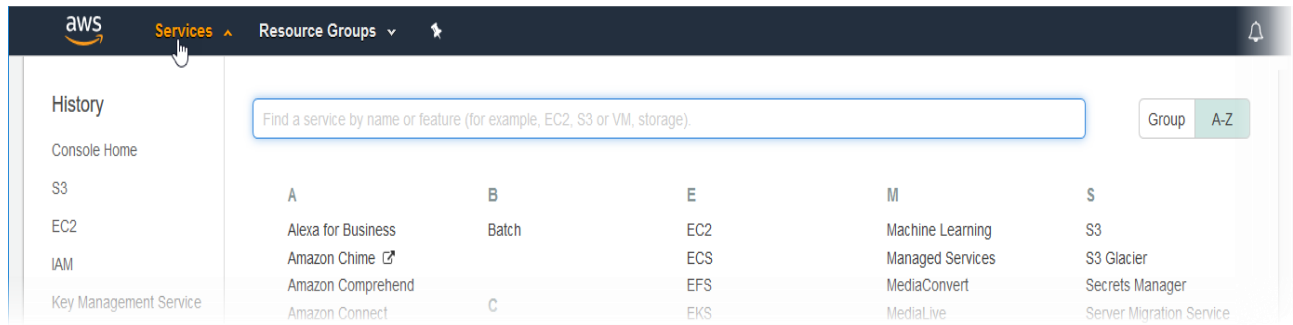 aws Services Resource Groups
History
Find a service by name or feature (for example, EC2, S3 or VM, storage). Group A-Z
Console Home
S3 A B E M S
EC2 Alexa for Business Batch EC2 Machine Learning S3
IAM Amazon Chime ECS Managed Services S3 Glacier
Amazon Comprehend EFS MediaConvert Secrets Manager
Key Management Service C
Amazon Connect EKS MediaLive Server Migration Service